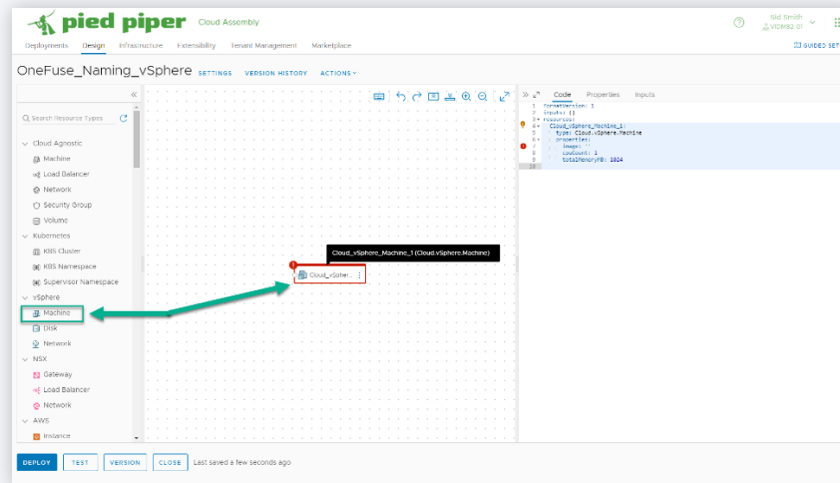 pied piper Cloud Assembly
Sid Smith
VIDM82-01
Deployments Design Infrastructure Extensibility Tenant Management Marketplace
GUIDED SET
OneFuse_Naming_vSphere SETTINGS VERSION HISTORY ACTIONS
Search Resource Types
Cloud Agnostic
Machine
Load Balancer
Network
Security Group
Volume
Kubernetes
K8S Cluster
K8S Namespace
Supervisor Namespace
vSphere
Machine
Disk
Network
NSX
Gateway
Load Balancer
Network
AWS
Instance
Cloud_vSphere_Machine_1 (Cloud.vSphere.Machine)
Cloud_vSpher...
Code Properties Inputs
1 formatVersion: 1
2 inputs: {}
3 resources:
4 Cloud_vSphere_Machine_1:
5 type: Cloud.vSphere.Machine
6 properties:
7 image: ''
8 cpuCount: 1
9 totalMemoryMB: 1024
10
DEPLOY TEST VERSION CLOSE Last saved a few seconds ago